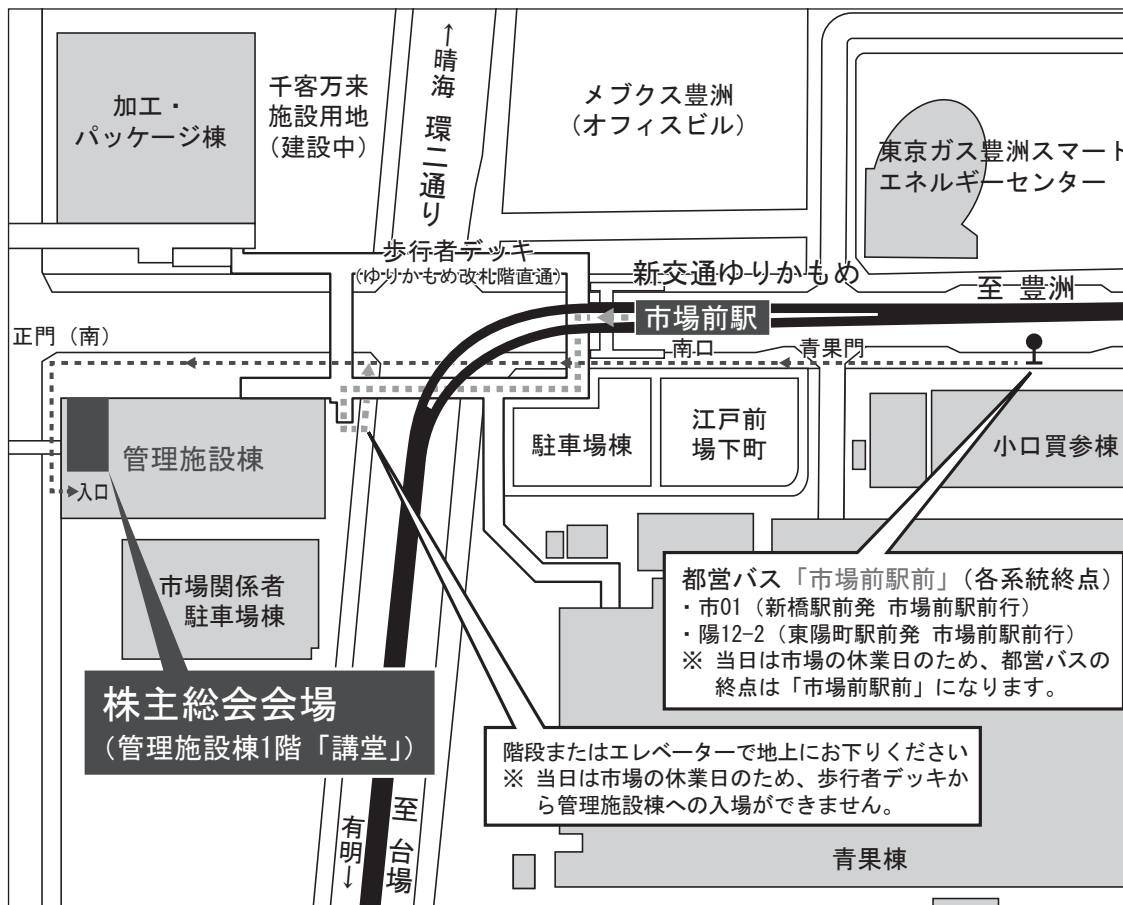 加工・
パッケージ棟
千客万来
施設用地
（建設中）
←晴海 環二通り
メブクス豊洲
（オフィスビル）
東京ガス豊洲スマート
エネルギーセンター
歩行者デッキ
（ゆりかもめ改札階直通）
新交通ゆりかもめ
至 豊洲
市場前駅
正門（南）
南口
青果門
管理施設棟
入口
駐車場棟
江戸前
場下町
小口買参棟
市場関係者
駐車場棟
都営バス「市場前駅前」（各系統終点）
・市01（新橋駅前発 市場前駅前行）
・陽12-2（東陽町駅前発 市場前駅前行）
※ 当日は市場の休業日のため、都営バスの
終点は「市場前駅前」になります。
株主総会会場
（管理施設棟1階「講堂」）
階段またはエレベーターで地上にお下りください
※ 当日は市場の休業日のため、歩行者デッキか
ら管理施設棟への入場ができません。
有明→
至 台場
青果棟